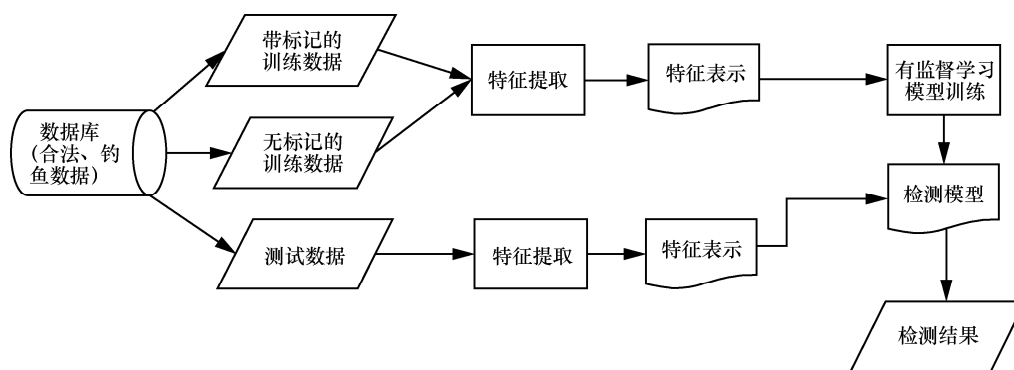 带标记的
训练数据
特征提取
特征表示
有监督学习
模型训练
数据库
(合法、钓
鱼数据)
无标记的
训练数据
检测模型
测试数据
特征提取
特征表示
检测结果